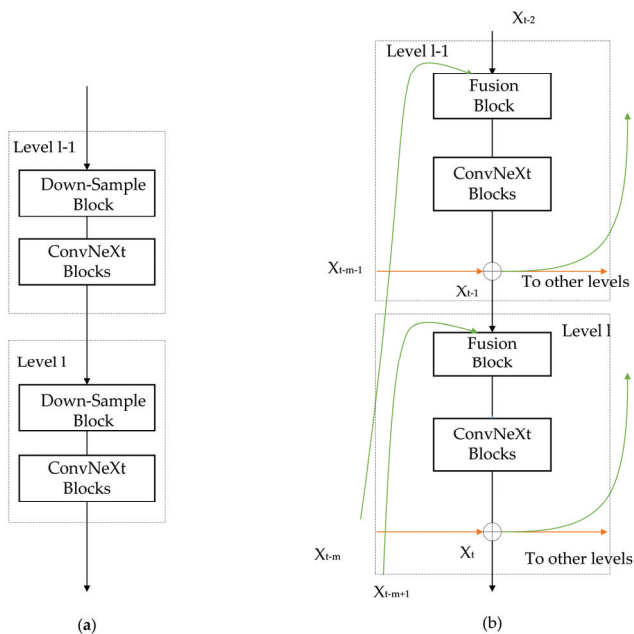 Level l-1
Down-Sample
Block
ConvNeXt
Blocks
Level l
Down-Sample
Block
ConvNeXt
Blocks
(a)
Xt-2
Level l-1
Fusion
Block
ConvNeXt
Blocks
Xt-m-1
To other levels
Xt-1
Level l
Fusion
Block
ConvNeXt
Blocks
Xt-m
Xt
To other levels
Xt-m+1
(b)